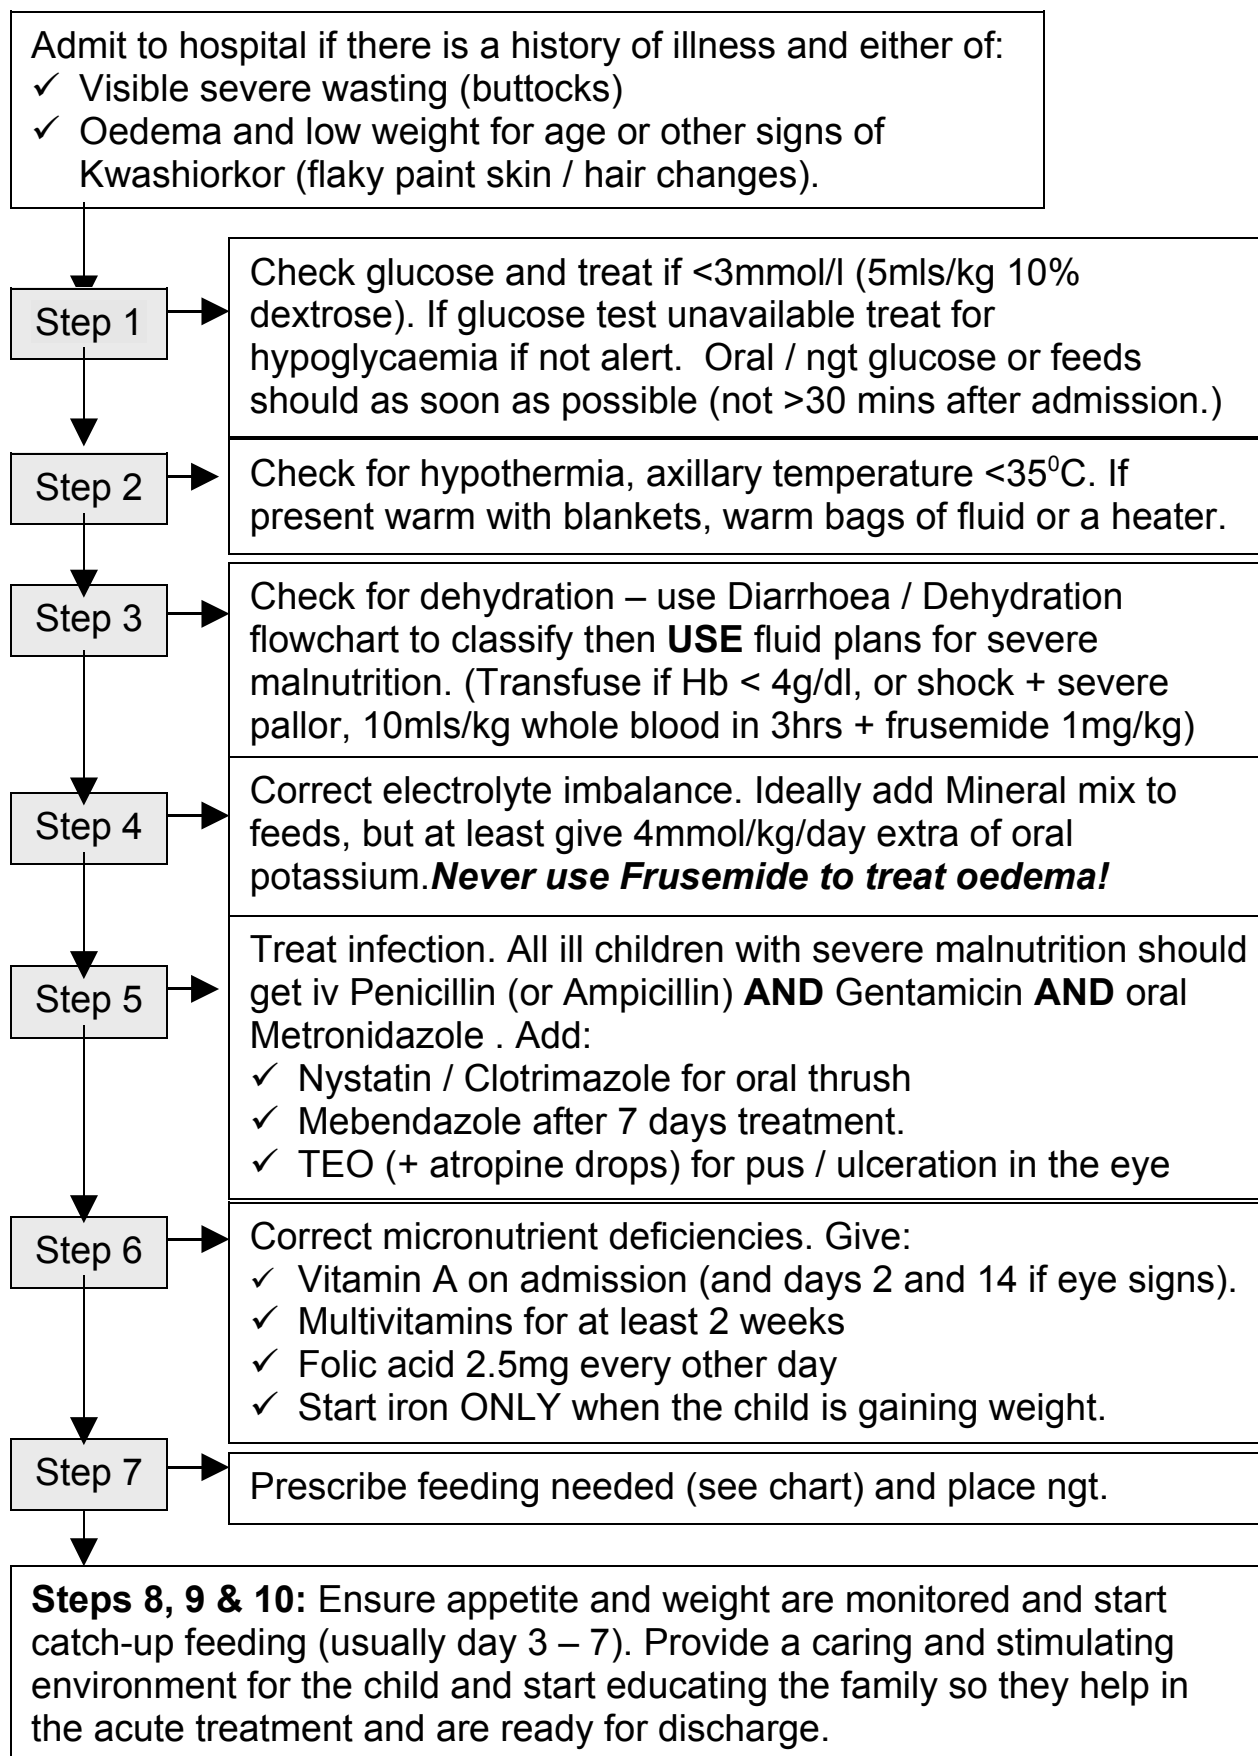 Admit to hospital if there is a history of illness and either of:
✓ Visible severe wasting (buttocks)
✓ Oedema and low weight for age or other signs of
Kwashiorkor (flaky paint skin / hair changes).
Step 1
Check glucose and treat if <3mmol/l (5mls/kg 10%
dextrose). If glucose test unavailable treat for
hypoglycaemia if not alert.  Oral / ngt glucose or feeds
should as soon as possible (not >30 mins after admission.)
Step 2
Check for hypothermia, axillary temperature <35⁰C. If
present warm with blankets, warm bags of fluid or a heater.
Step 3
Check for dehydration – use Diarrhoea / Dehydration
flowchart to classify then USE fluid plans for severe
malnutrition. (Transfuse if Hb < 4g/dl, or shock + severe
pallor, 10mls/kg whole blood in 3hrs + frusemide 1mg/kg)
Step 4
Correct electrolyte imbalance. Ideally add Mineral mix to
feeds, but at least give 4mmol/kg/day extra of oral
potassium.Never use Frusemide to treat oedema!
Step 5
Treat infection. All ill children with severe malnutrition should
get iv Penicillin (or Ampicillin) AND Gentamicin AND oral
Metronidazole . Add:
✓ Nystatin / Clotrimazole for oral thrush
✓ Mebendazole after 7 days treatment.
✓ TEO (+ atropine drops) for pus / ulceration in the eye
Step 6
Correct micronutrient deficiencies. Give:
✓ Vitamin A on admission (and days 2 and 14 if eye signs).
✓ Multivitamins for at least 2 weeks
✓ Folic acid 2.5mg every other day
✓ Start iron ONLY when the child is gaining weight.
Step 7
Prescribe feeding needed (see chart) and place ngt.
Steps 8, 9 & 10: Ensure appetite and weight are monitored and start
catch-up feeding (usually day 3 – 7). Provide a caring and stimulating
environment for the child and start educating the family so they help in
the acute treatment and are ready for discharge.